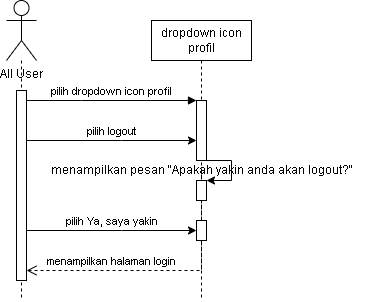 dropdown icon
profil
All User
pilih dropdown icon profil
pilih logout
menampilkan pesan "Apakah yakin anda akan logout?"
pilih Ya, saya yakin
menampilkan halaman login